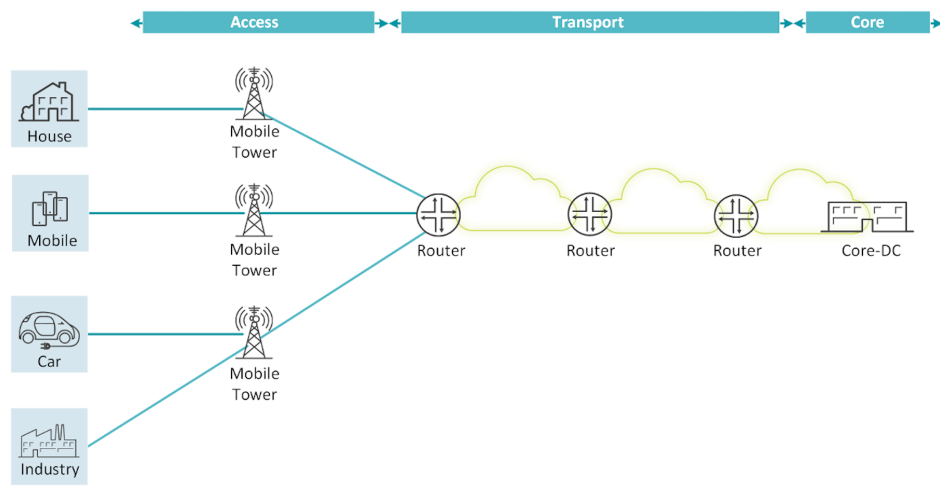 Access
Transport
Core
House
Mobile
Tower
Mobile
Mobile
Tower
Router
Router
Router
Core-DC
Car
Mobile
Tower
Industry